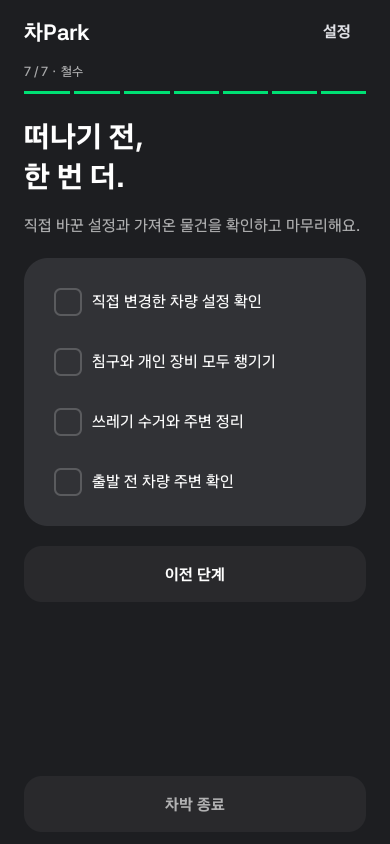 차Park
설정
7 / 7 · 철수
떠나기 전,
한 번 더.
직접 바꾼 설정과 가져온 물건을 확인하고 마무리해요.
직접 변경한 차량 설정 확인
침구와 개인 장비 모두 챙기기
쓰레기 수거와 주변 정리
출발 전 차량 주변 확인
이전 단계
차박 종료